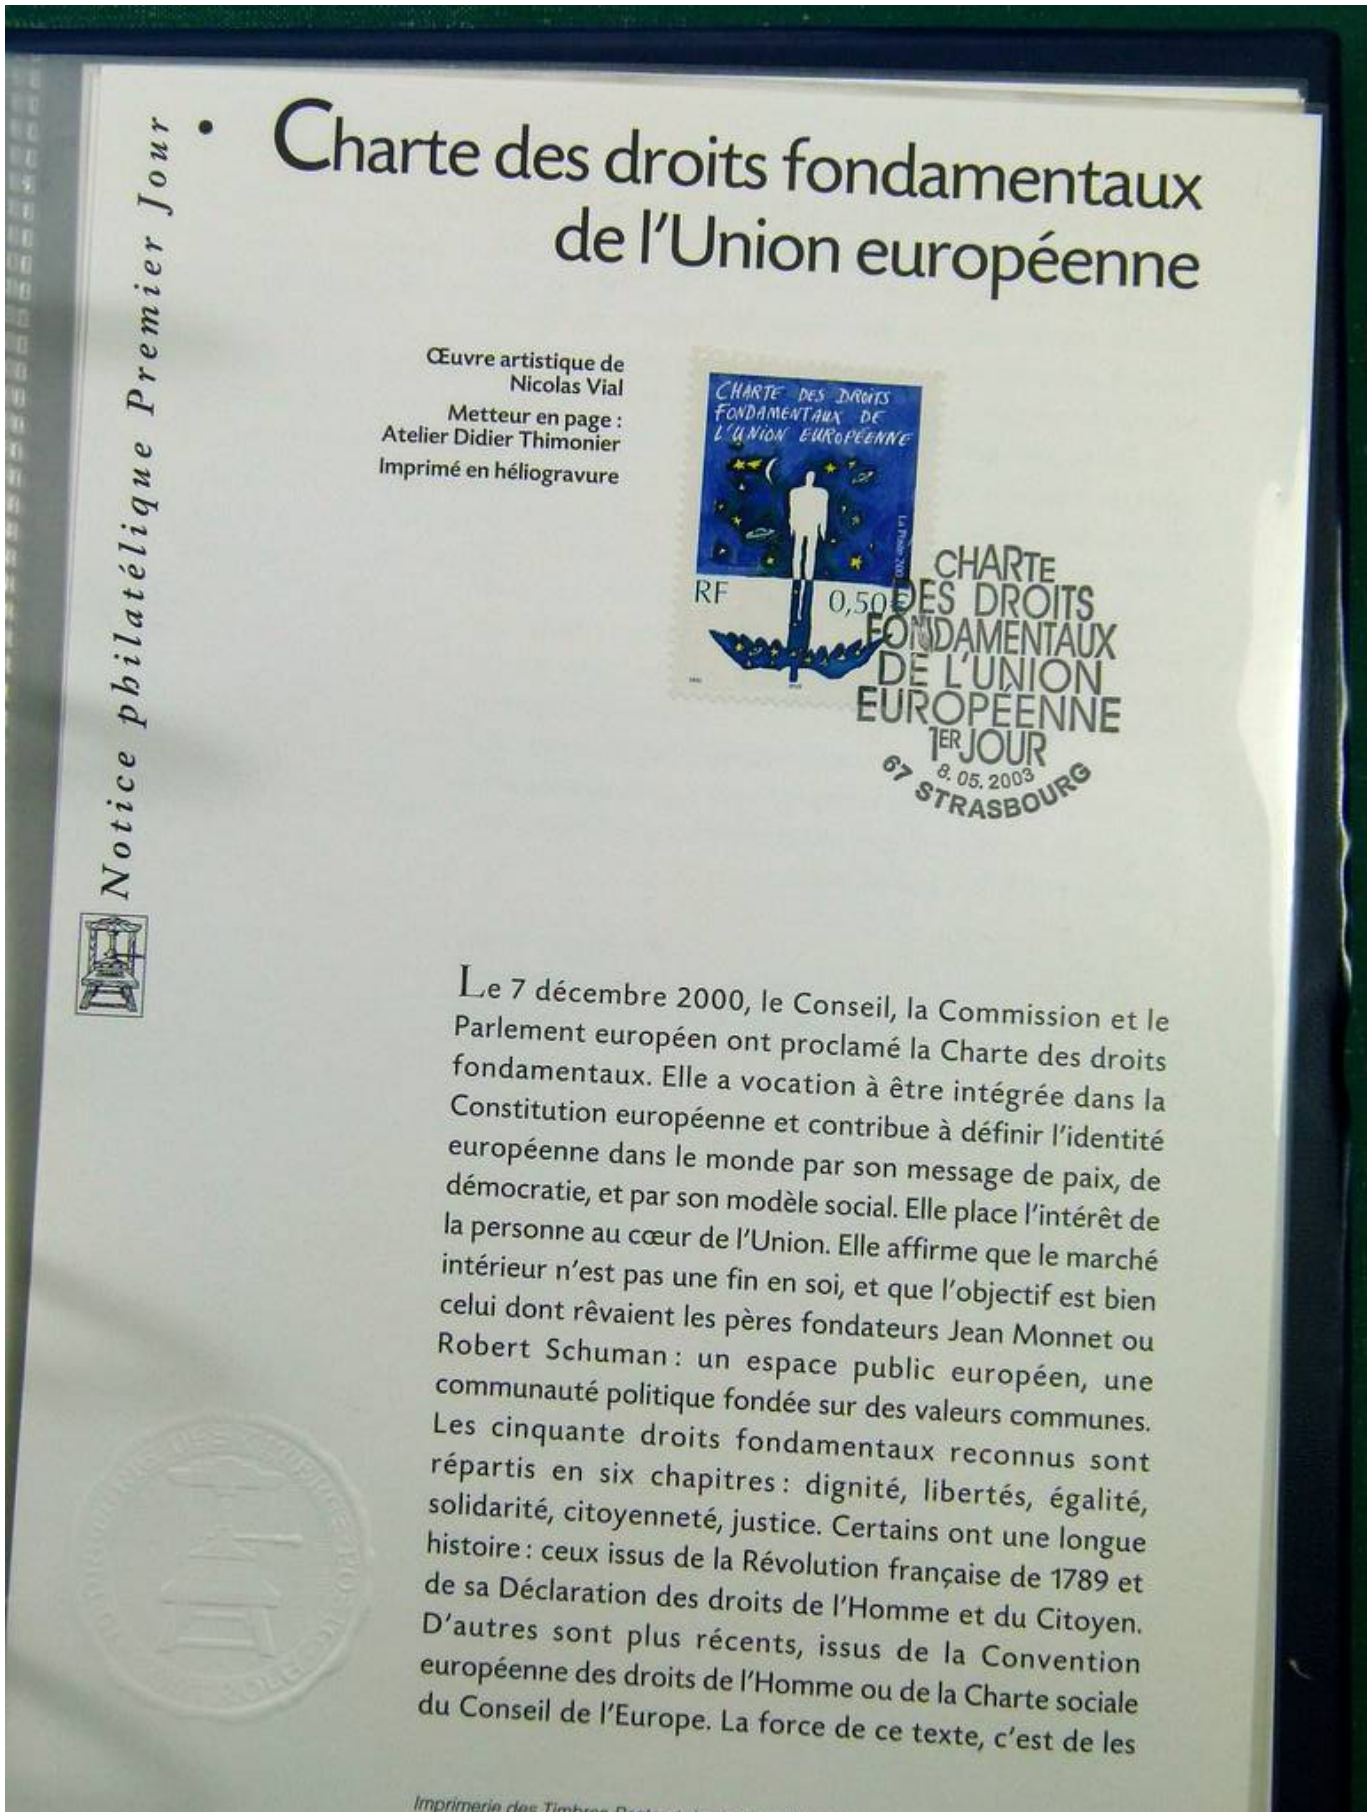 Notice philatélique Premier Jour
Charte des droits fondamentaux
de l'Union européenne
Œuvre artistique de
Nicolas Vial
Metteur en page :
Atelier Didier Thimonier
Imprimé en héliogravure
CHARTE DES DROITS
FONDAMENTAUX DE
L'UNION EUROPÉENNE
La Poste
RF
0,50 €
CHARTE
DES DROITS
FONDAMENTAUX
DE L'UNION
EUROPÉENNE
1ER JOUR
8.05.2003
67 STRASBOURG
Le 7 décembre 2000, le Conseil, la Commission et le
Parlement européen ont proclamé la Charte des droits
fondamentaux. Elle a vocation à être intégrée dans la
Constitution européenne et contribue à définir l'identité
européenne dans le monde par son message de paix, de
démocratie, et par son modèle social. Elle place l'intérêt de
la personne au cœur de l'Union. Elle affirme que le marché
intérieur n'est pas une fin en soi, et que l'objectif est bien
celui dont rêvaient les pères fondateurs Jean Monnet ou
Robert Schuman : un espace public européen, une
communauté politique fondée sur des valeurs communes.
Les cinquante droits fondamentaux reconnus sont
répartis en six chapitres : dignité, libertés, égalité,
solidarité, citoyenneté, justice. Certains ont une longue
histoire : ceux issus de la Révolution française de 1789 et
de sa Déclaration des droits de l'Homme et du Citoyen.
D'autres sont plus récents, issus de la Convention
européenne des droits de l'Homme ou de la Charte sociale
du Conseil de l'Europe. La force de ce texte, c'est de les
Imprimerie des Timbres